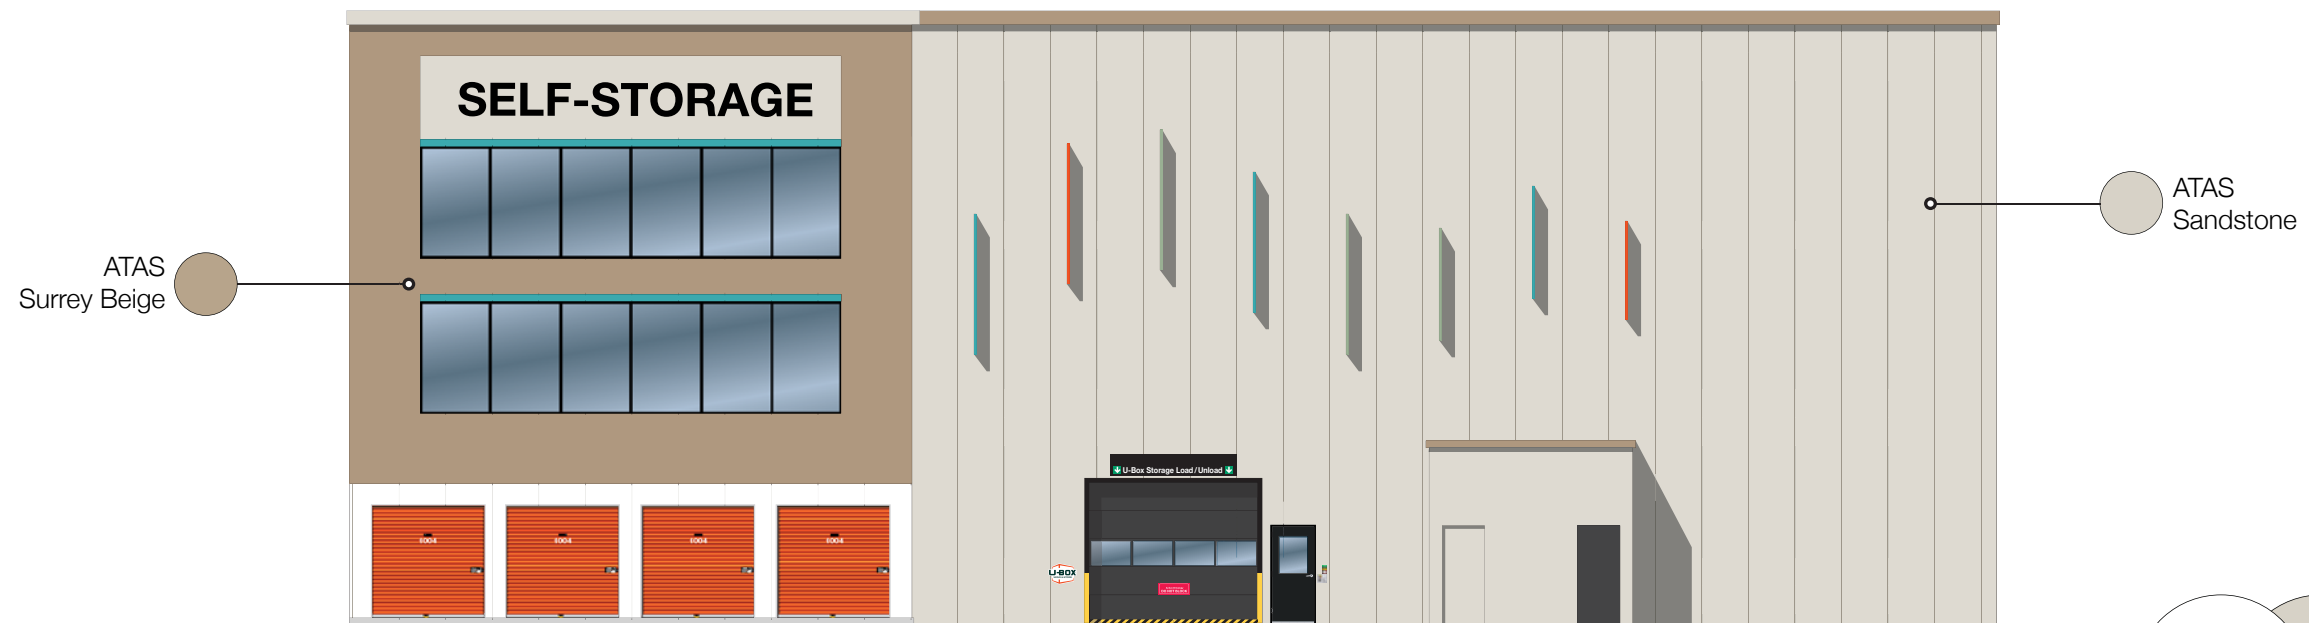 SELF-STORAGE
ATAS
Surrey Beige
ATAS
Sandstone
U-Box Storage Load/Unload
U-BOX